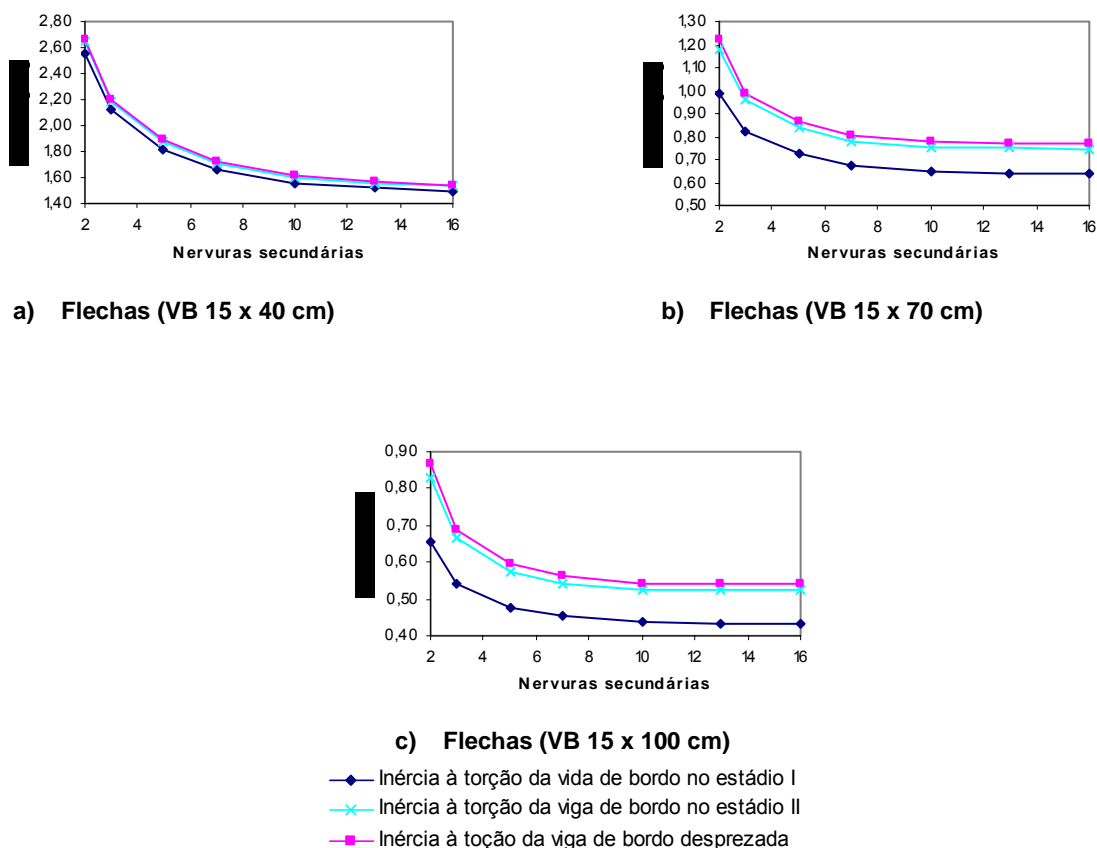 2,80
2,60
2,40
2,20
2,00
1,80
1,60
1,40
2 4 6 8 10 12 14 16
Nervuras secundárias
a) Flechas (VB 15 x 40 cm)
1,30
1,20
1,10
1,00
0,90
0,80
0,70
0,60
0,50
2 4 6 8 10 12 14 16
Nervuras secundárias
b) Flechas (VB 15 x 70 cm)
0,90
0,80
0,70
0,60
0,50
0,40
2 4 6 8 10 12 14 16
Nervuras secundárias
c) Flechas (VB 15 x 100 cm)
Inércia à torção da vida de bordo no estádio I
Inércia à torção da viga de bordo no estádio II
Inércia à toção da viga de bordo desprezada